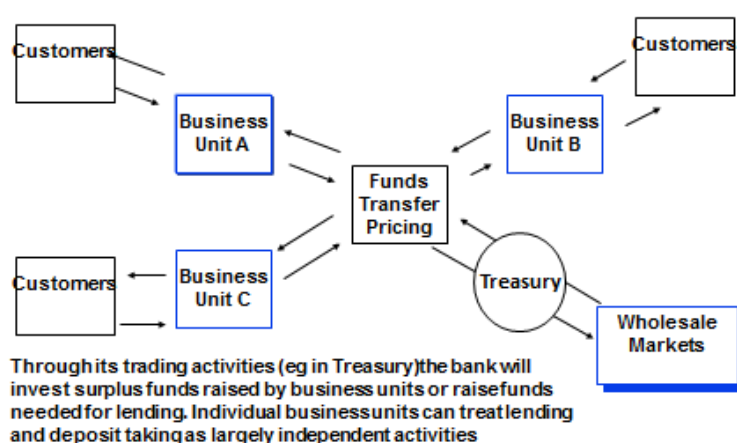 Customers
Customers
Business
Unit A
Business
Unit B
Funds
Transfer
Pricing
Customers
Business
Unit C
Treasury
Wholesale
Markets
Through its trading activities (eg in Treasury)the bank will
invest surplus funds raised by business units or raise funds
needed for lending. Individual business units can treat lending
and deposit taking as largely independent activities